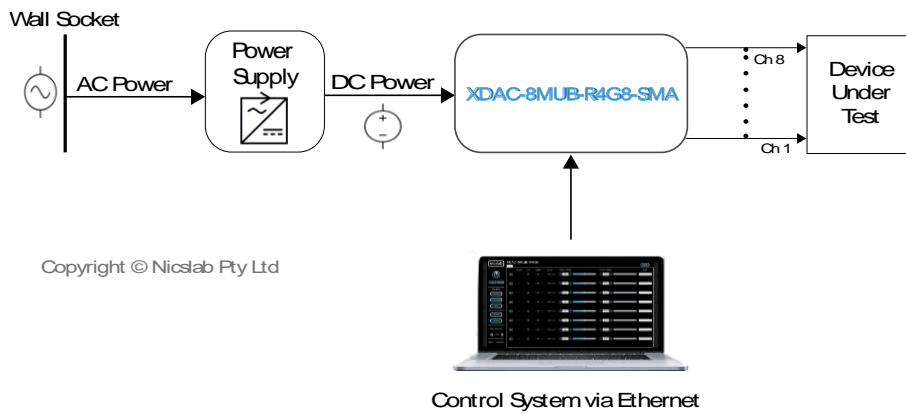 Wall Socket
AC Power
Power
Supply
DC Power
XDAC-8MUB-R4G8-SMA
Ch 8
Ch 1
Device
Under
Test
Copyright © Nicslab Pty Ltd
Control System via Ethernet